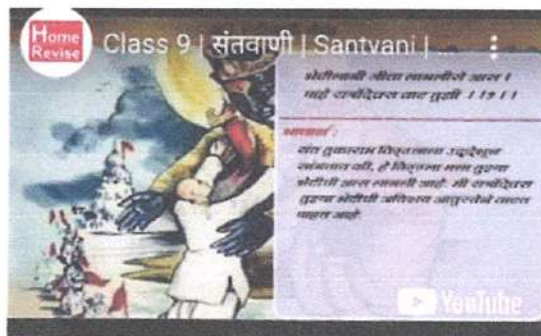 Home
Revise
Class 9 | संतवाणी | Santvani | ...
भेटीलागी जीवा लागलीसे आस ।
पाहे रात्रंदिवस वाट तुझी ।।१।।
भावार्थ :
संत तुकाराम विठ्ठलाला उद्देशून
सांगतात की, हे विठ्ठला मला तुझ्या
भेटीची आस लागली आहे. मी रात्रंदिवस
तुझ्या भेटीची अतिशय आतुरतेने वाट
पाहत आहे.
YouTube